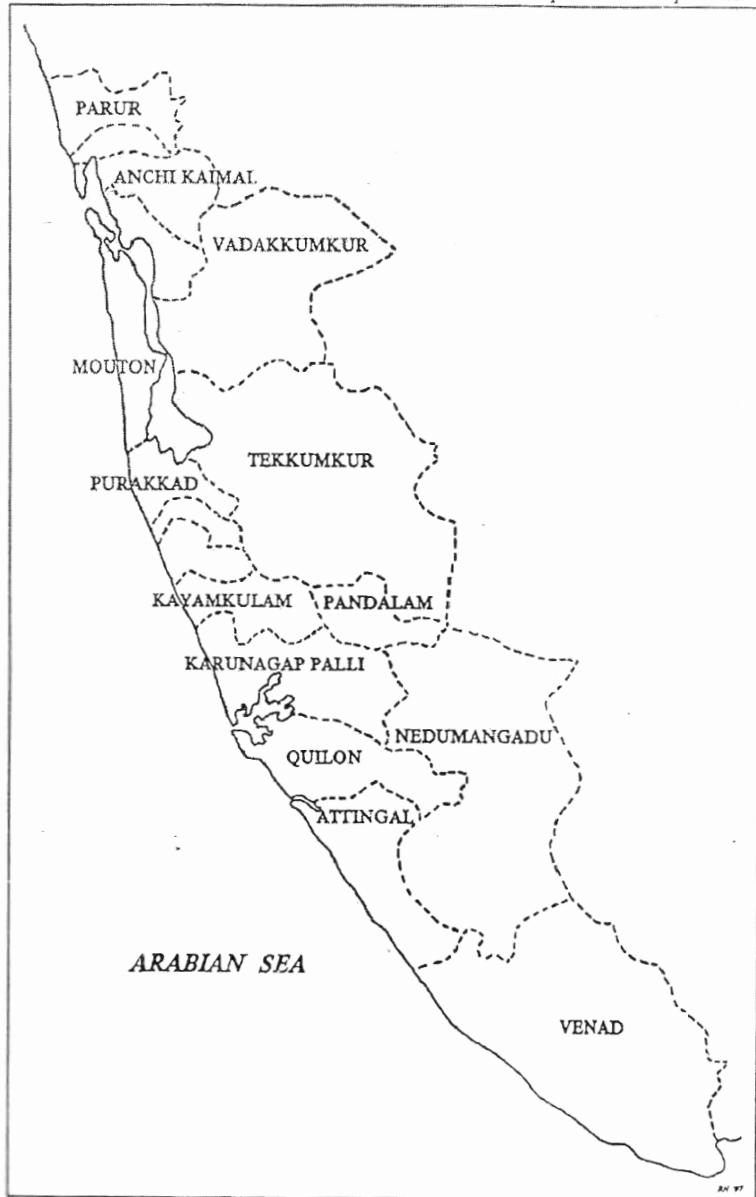 PARUR
ANCHI KAIMAL
VADAKKUMKUR
MOUTON
TEKKUMKUR
PURAKKAD
KAYAMKULAM
PANDALAM
KARUNAGAP PALLI
NEDUMANGADU
QUILON
ATTINGAL
ARABIAN SEA
VENAD